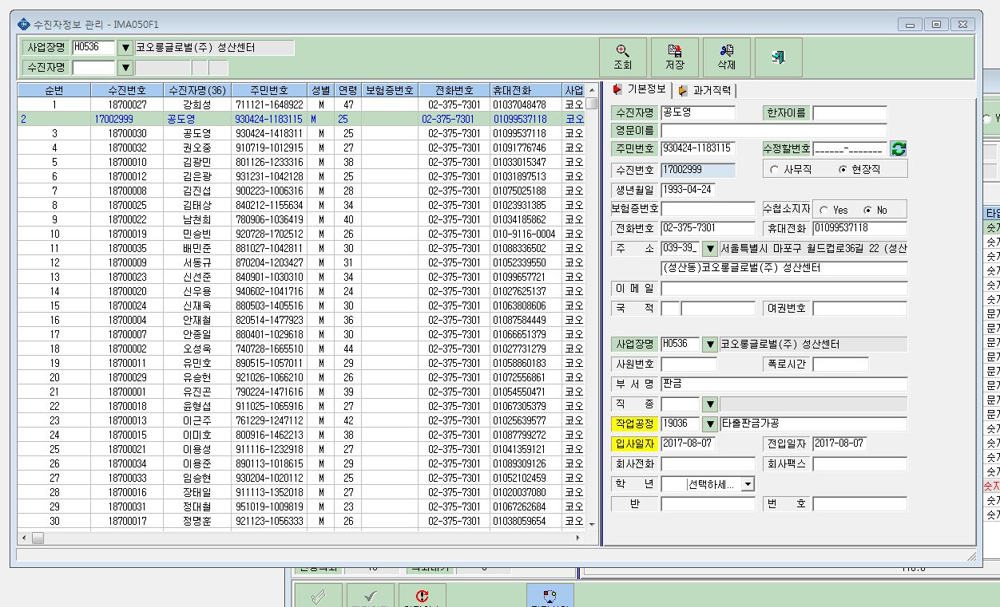 수진자정보 관리 - IMA050F1
사업장명 H0536 코오롱글로벌(주) 성산센터
수진자명
조회 저장 삭제
순번 수진번호 수진자명(36) 주민번호 성별 연령 보험증번호 전화번호 휴대전화 사업
1 18700027 강희성 711121-1648922 M 47 02-375-7301 01037048478 코오
2 17002999 공도영 930424-1183115 M 25 02-375-7301 01099537118 코오
3 18700030 공도영 930424-1418311 M 25 02-375-7301 01099537118 코오
4 18700032 권오중 910719-1012915 M 27 02-375-7301 01091776746 코오
5 18700010 김광민 801126-1233316 M 38 02-375-7301 01033015347 코오
6 18700012 김은광 931231-1042128 M 25 02-375-7301 01031897513 코오
7 18700008 김진섭 900223-1006316 M 28 02-375-7301 01075025188 코오
8 18700025 김태상 840212-1155634 M 34 02-375-7301 01023931385 코오
9 18700022 남현희 780906-1036419 M 40 02-375-7301 01034185862 코오
10 18700019 민승빈 920728-1702512 M 26 02-375-7301 010-9116-0004 코오
11 18700035 배민준 881027-1042811 M 30 02-375-7301 01088336502 코오
12 18700009 서동규 870204-1203427 M 31 02-375-7301 01052339550 코오
13 18700023 신선준 840901-1030310 M 34 02-375-7301 01099657721 코오
14 18700020 신우용 940602-1041716 M 24 02-375-7301 01027625137 코오
15 18700024 신재욱 880503-1405516 M 30 02-375-7301 01063808606 코오
16 18700004 안재철 820514-1477923 M 36 02-375-7301 01087584449 코오
17 18700007 안종일 880401-1029618 M 30 02-375-7301 01066651379 코오
18 18700002 오성욱 740728-1665510 M 44 02-375-7301 01027731279 코오
19 18700011 유민호 890515-1057011 M 29 02-375-7301 01058860183 코오
20 18700029 유승헌 921026-1066210 M 26 02-375-7301 01072556861 코오
21 18700001 유진곤 790224-1471616 M 39 02-375-7301 01054550471 코오
22 18700018 윤형섭 911025-1065916 M 27 02-375-7301 01067305379 코오
23 18700013 이근주 761229-1247112 M 42 02-375-7301 01025639577 코오
24 18700015 이미호 800916-1462213 M 38 02-375-7301 01087799272 코오
25 18700021 이용성 911116-1232918 M 27 02-375-7301 01041359121 코오
26 18700034 이용준 891013-1018615 M 29 02-375-7301 01089309126 코오
27 18700033 임승현 930204-1020112 M 25 02-375-7301 01052102459 코오
28 18700016 장태일 911113-1352018 M 27 02-375-7301 01020037080 코오
29 18700031 정대철 951019-1009819 M 23 02-375-7301 01067262684 코오
30 18700017 정명훈 921123-1056333 M 26 02-375-7301 01038059654 코오
기본정보 과거직력
수진자명 공도영 한자이름
영문이름
주민번호 930424-1183115 수정할번호 ______-_______
수진번호 17002999 사무직 현장직
생년월일 1993-04-24
보험증번호 수첩소지자 Yes No
전화번호 02-375-7301 휴대전화 01099537118
주 소 039-39_ 서울특별시 마포구 월드컵로36길 22 (성산
(성산동)코오롱글로벌(주) 성산센터
이 메 일
국 적 여권번호
사업장명 H0536 코오롱글로벌(주) 성산센터
사원번호 폭로시간
부 서 명 판금
직 종
작업공정 19036 타출판금가공
입사일자 2017-08-07 전입일자 2017-08-07
회사전화 회사팩스
학 년 선택하세...
반 번 호